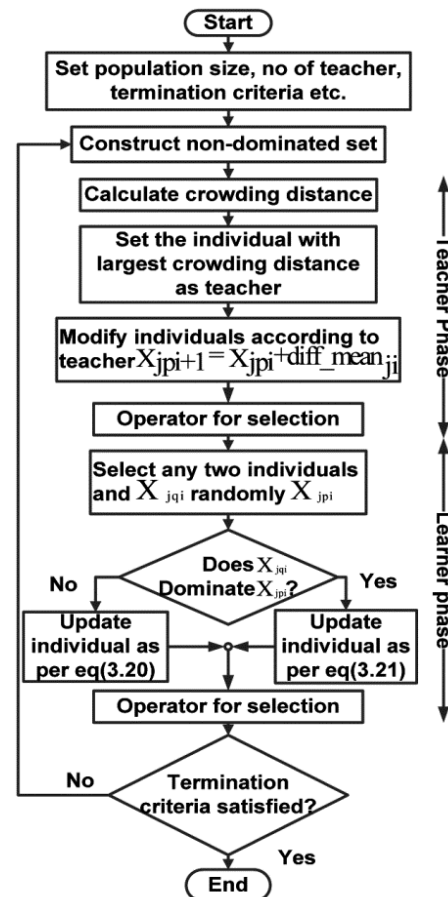 Start
Set population size, no of teacher,
termination criteria etc.
Construct non-dominated set
Calculate crowding distance
Set the individual with
largest crowding distance
as teacher
Modify individuals according to
teacher Xjpi+1 = Xjpi+diff_meanji
Operator for selection
Teacher Phase
Select any two individuals
and X jqi randomly X jpi
Does Xjqi
Dominate Xjpi?
No
Yes
Update
individual as
per eq(3.20)
Update
individual as
per eq(3.21)
Operator for selection
Learner phase
No
Termination
criteria satisfied?
Yes
End